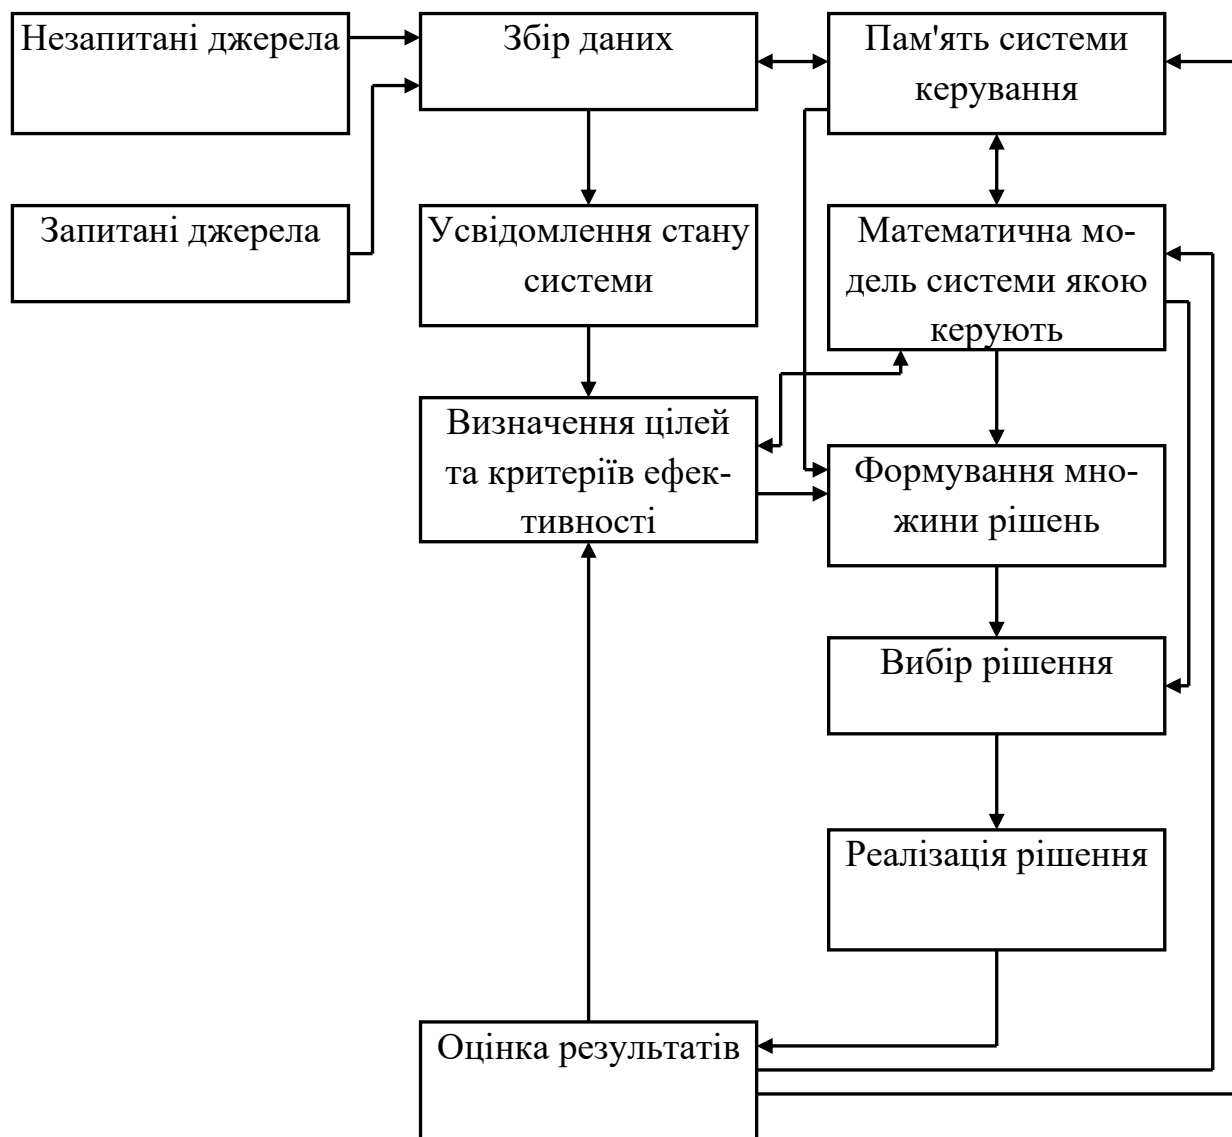 Незапитані джерела
Збір даних
Пам'ять системи
керування
Запитані джерела
Усвідомлення стану
системи
Математична мо-
дель системи якою
керують
Визначення цілей
та критеріїв ефек-
тивності
Формування мно-
жини рішень
Вибір рішення
Реалізація рішення
Оцінка результатів